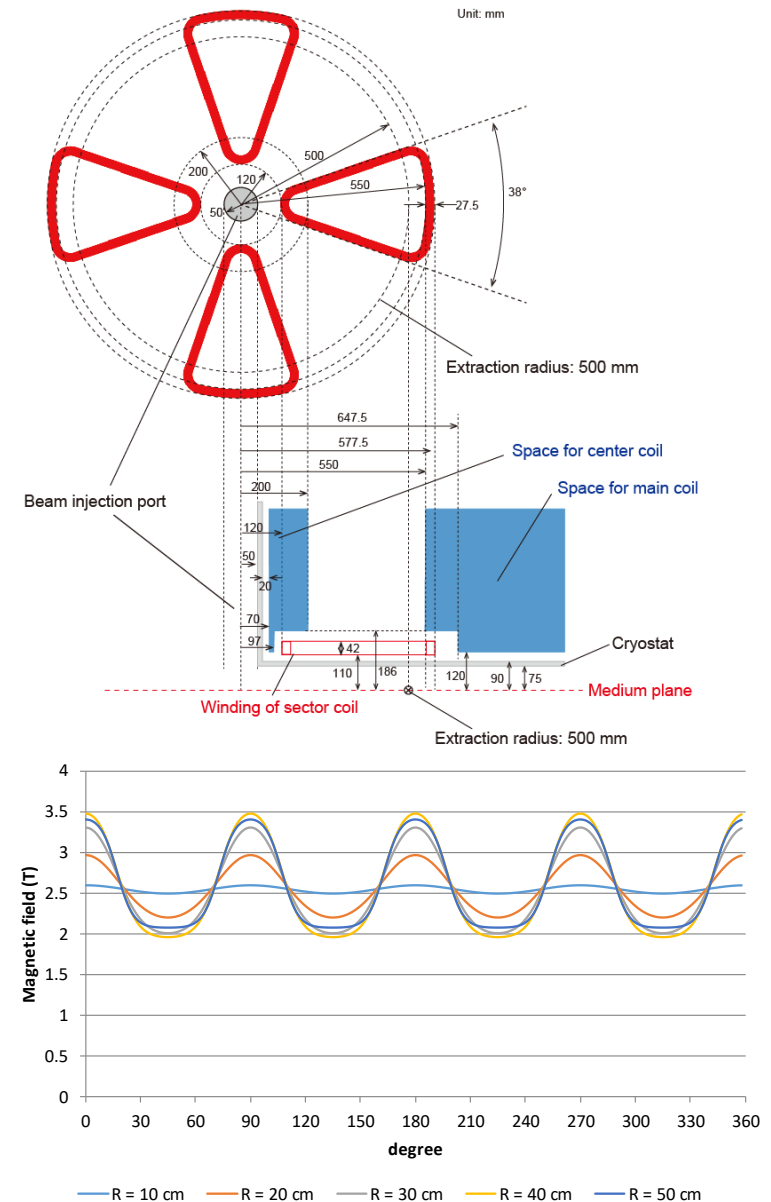 Unit: mm
500
200
120
550
38°
50
27.5
Extraction radius: 500 mm
647.5
577.5
Space for center coil
550
Space for main coil
200
Beam injection port
120
50
20
70
97
42
Cryostat
110
186
120
90
75
Winding of sector coil
Medium plane
Extraction radius: 500 mm
4
3.5
3
2.5
2
1.5
1
0.5
0
Magnetic field (T)
0 30 60 90 120 150 180 210 240 270 300 315 360
degree
R = 10 cm R = 20 cm R = 30 cm R = 40 cm R = 50 cm